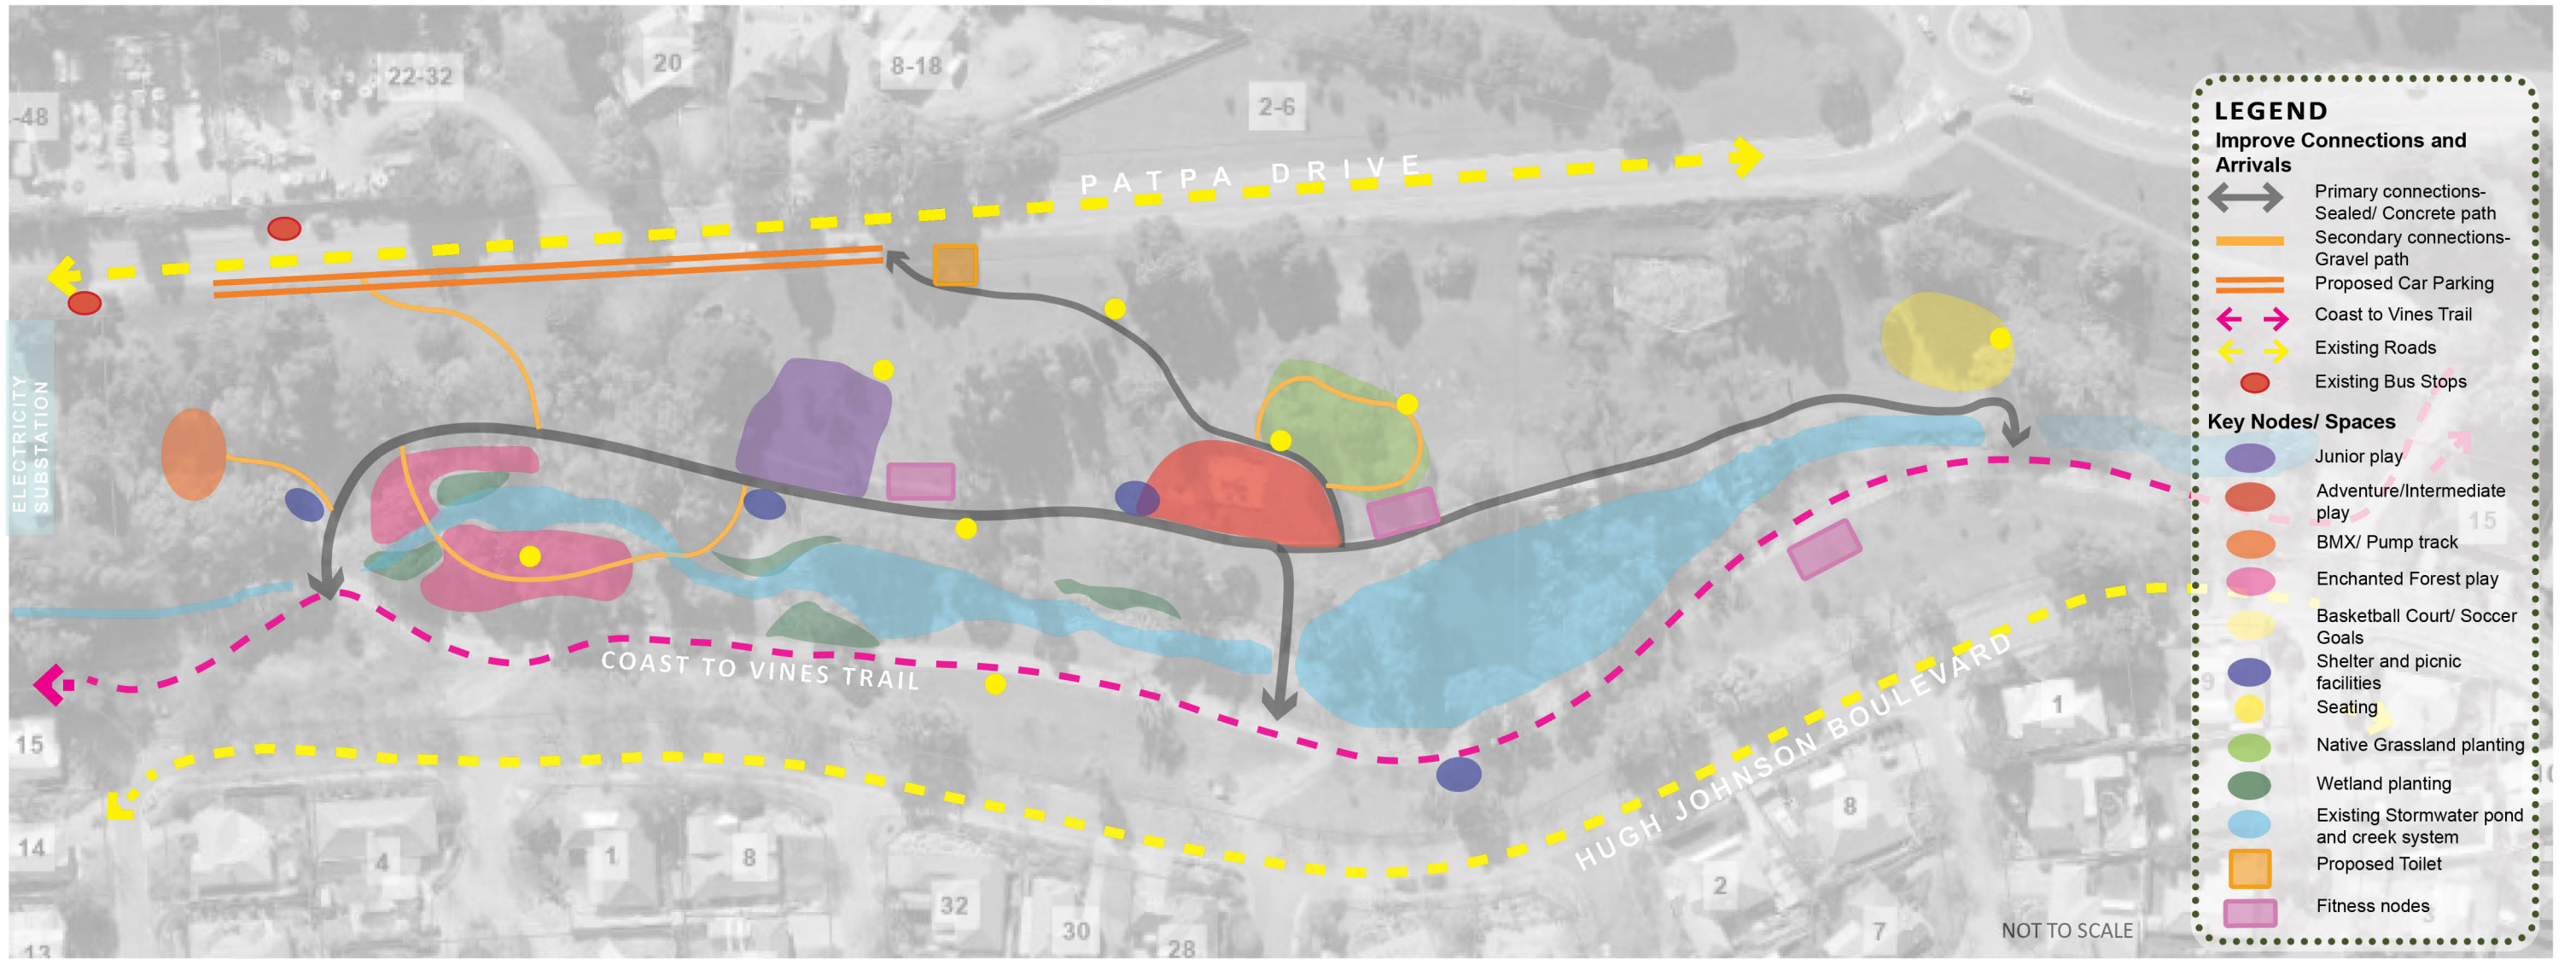 22-32
20
8-18
2-6
-48
PATPA DRIVE
ELECTRICITY
SUBSTATION
COAST TO VINES TRAIL
HUGH JOHNSON BOULEVARD
15
14
13
4
1
8
32
30
28
2
7
8
1
9
15
3
NOT TO SCALE
LEGEND
Improve Connections and
Arrivals
Primary connections-
Sealed/ Concrete path
Secondary connections-
Gravel path
Proposed Car Parking
Coast to Vines Trail
Existing Roads
Existing Bus Stops
Key Nodes/ Spaces
Junior play
Adventure/Intermediate
play
BMX/ Pump track
Enchanted Forest play
Basketball Court/ Soccer
Goals
Shelter and picnic
facilities
Seating
Native Grassland planting
Wetland planting
Existing Stormwater pond
and creek system
Proposed Toilet
Fitness nodes